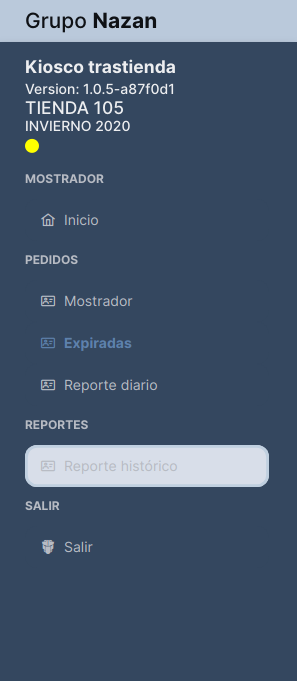 Grupo Nazan
Kiosco trastienda
Version: 1.0.5-a87f0d1
TIENDA 105
INVIERNO 2020
MOSTRADOR
Inicio
PEDIDOS
Mostrador
Expiradas
Reporte diario
REPORTES
Reporte histórico
SALIR
Salir